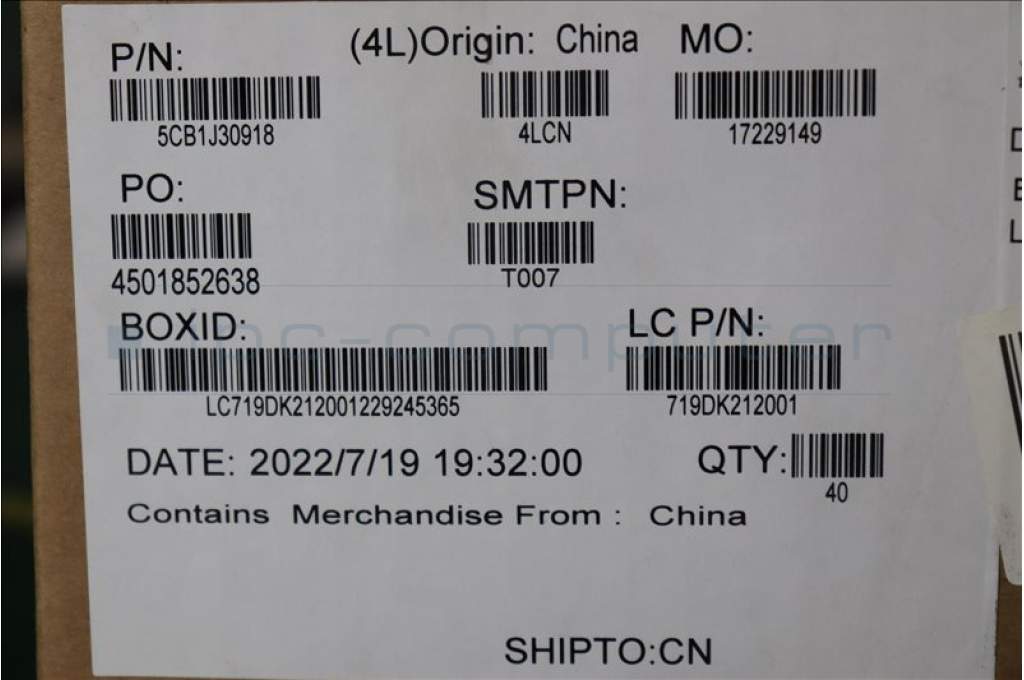 P/N: (4L)Origin: China MO:
5CB1J30918 4LCN 17229149
PO: SMTPN:
4501852638 T007
BOXID: LC P/N:
LC719DK212001229245365 719DK212001
DATE: 2022/7/19 19:32:00 QTY:
40
Contains Merchandise From : China
SHIPTO:CN